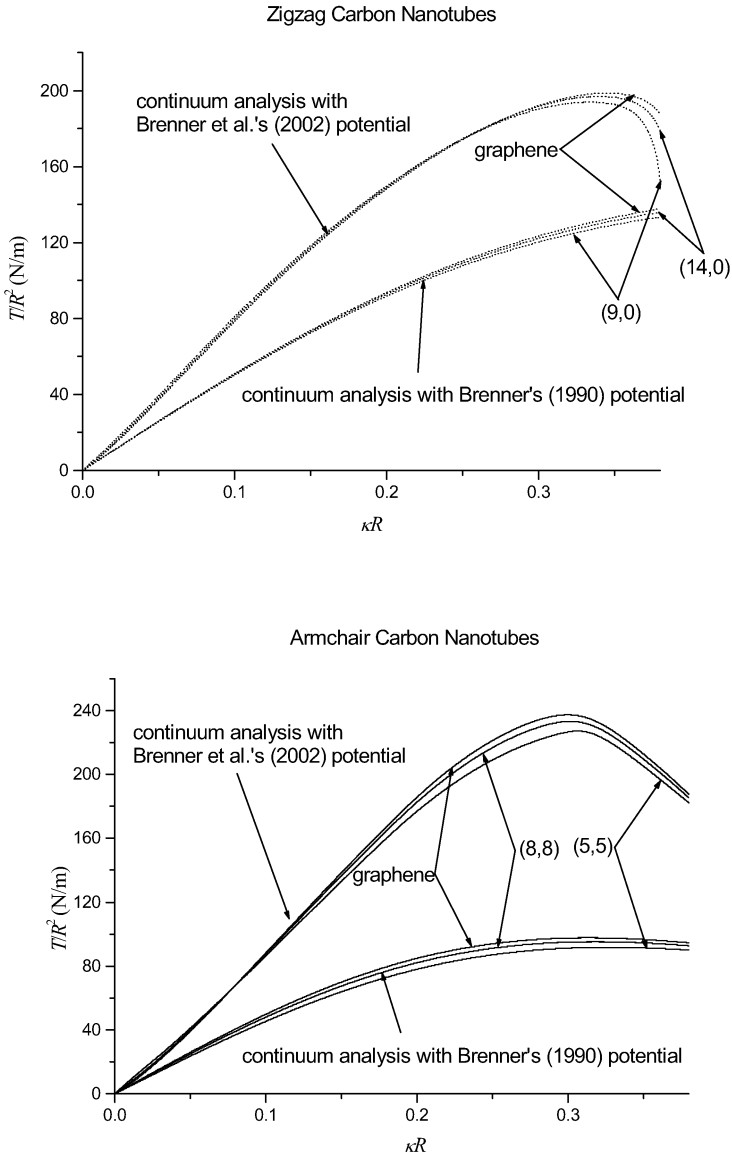 Zigzag Carbon Nanotubes
200
160
120
80
40
0
T/R² (N/m)
continuum analysis with
Brenner et al.'s (2002) potential
graphene
(14,0)
(9,0)
continuum analysis with Brenner's (1990) potential
0.0 0.1 0.2 0.3
κR
Armchair Carbon Nanotubes
240
200
160
120
80
40
0
T/R² (N/m)
continuum analysis with
Brenner et al.'s (2002) potential
graphene (8,8) (5,5)
continuum analysis with Brenner's (1990) potential
0.0 0.1 0.2 0.3
κR